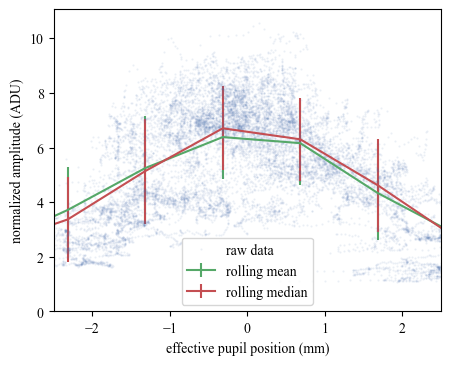 10
8
6
4
2
0
normalized amplitude (ADU)
raw data
rolling mean
rolling median
−2
−1
0
1
2
effective pupil position (mm)